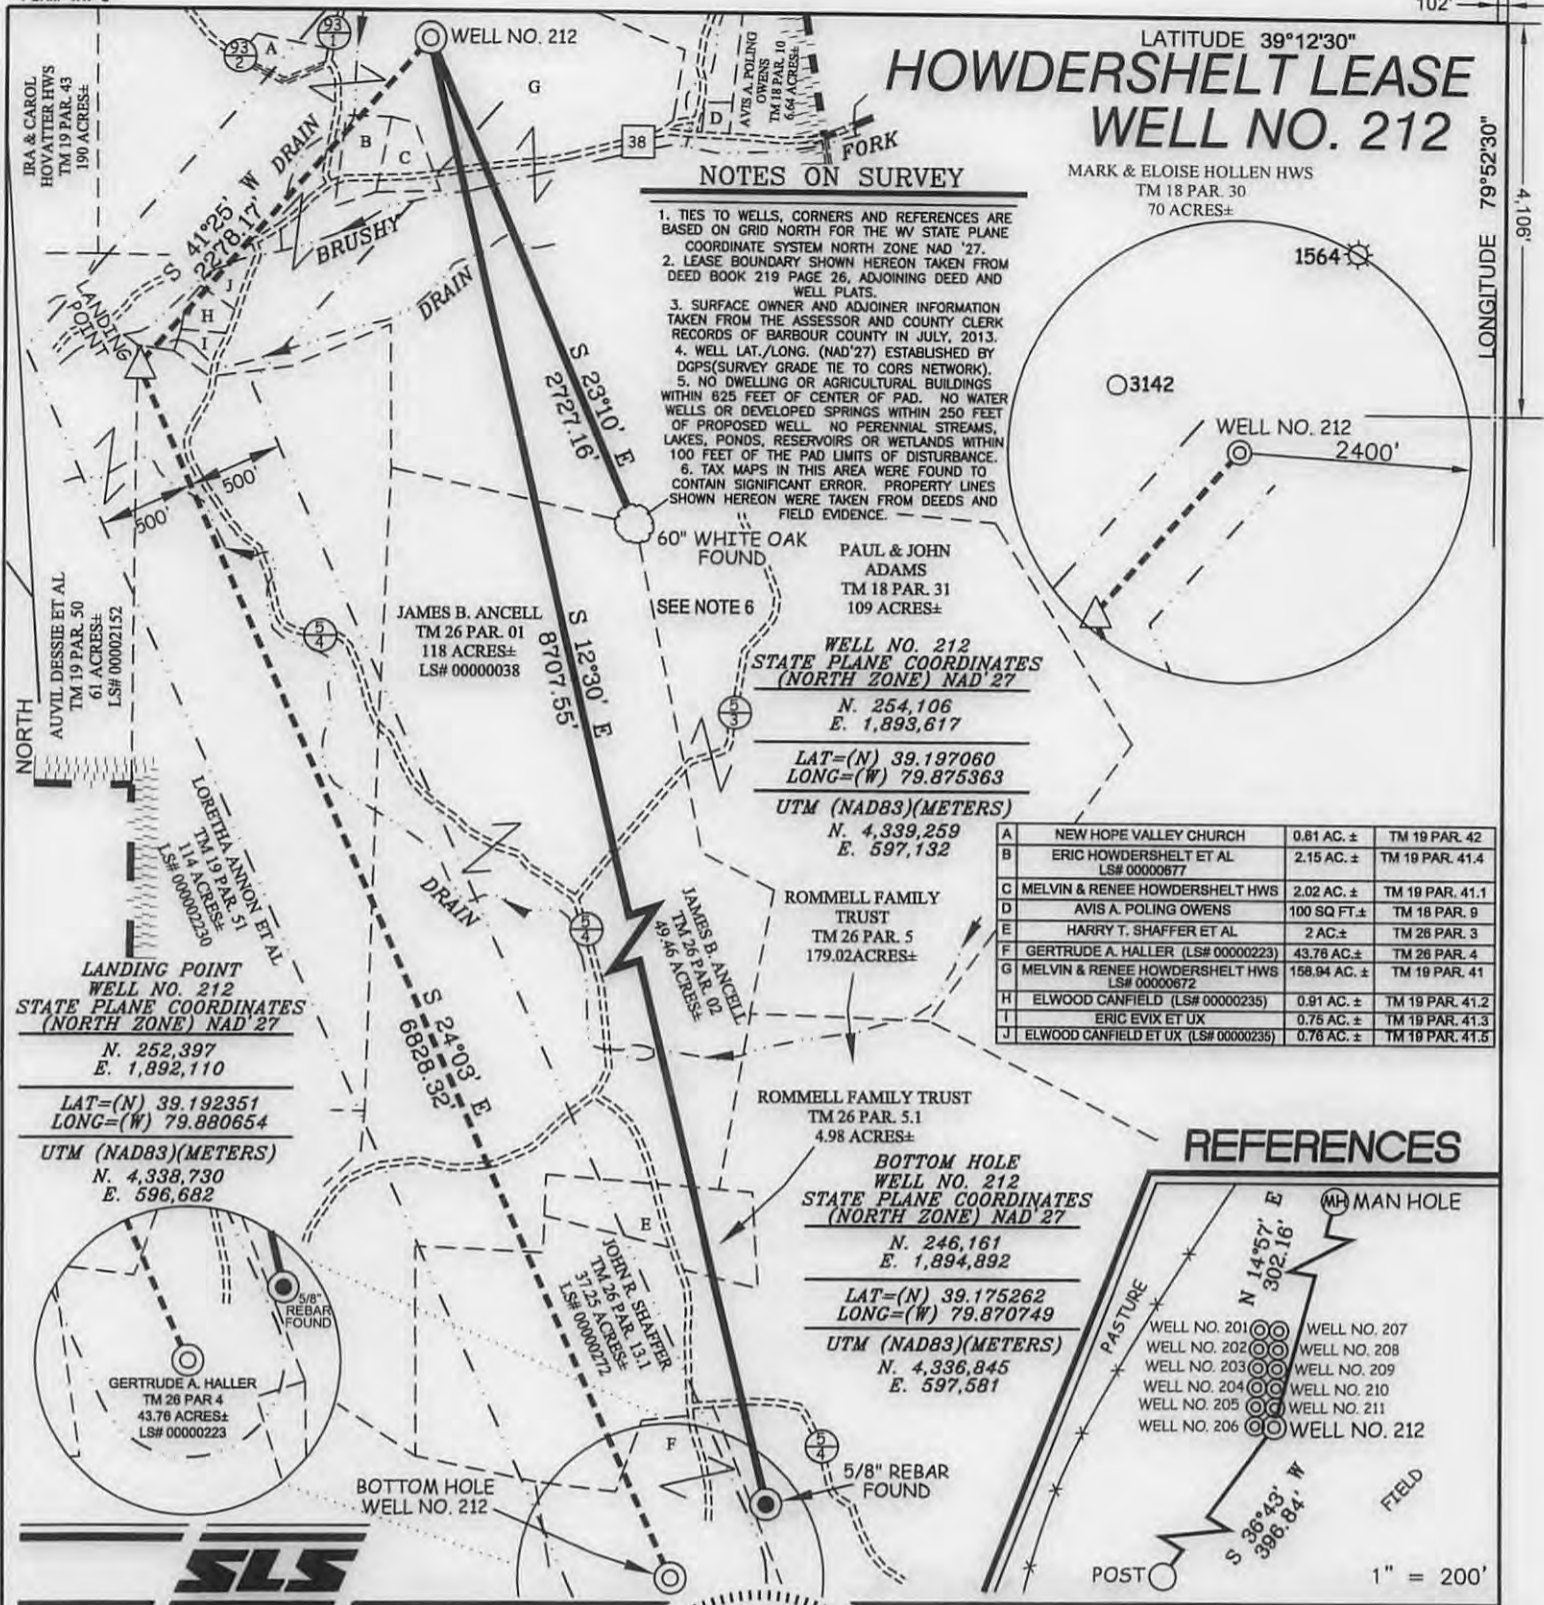 102'
LATITUDE 39°12'30"
HOWDERSHELT LEASE
WELL NO. 212
LONGITUDE 79°52'30"
4,106'
MARK & ELOISE HOLLEN HWS
TM 18 PAR. 30
70 ACRES±
1564
3142
WELL NO. 212
2400'
93
2
A
93
1
WELL NO. 212
G
AVIS A. POLING
OWENS
TM 18 PAR. 10
6.64 ACRES±
D
38
FORK
IRA & CAROL
HOVATTER HWS
TM 19 PAR. 43
190 ACRES±
B
C
DRAIN
S 41°25' W
2278.17'
BRUSHY
DRAIN
LANDING
POINT
J
H
I
NOTES ON SURVEY
1. TIES TO WELLS, CORNERS AND REFERENCES ARE
BASED ON GRID NORTH FOR THE WV STATE PLANE
COORDINATE SYSTEM NORTH ZONE NAD '27.
2. LEASE BOUNDARY SHOWN HEREON TAKEN FROM
DEED BOOK 219 PAGE 26, ADJOINING DEED AND
WELL PLATS.
3. SURFACE OWNER AND ADJOINER INFORMATION
TAKEN FROM THE ASSESSOR AND COUNTY CLERK
RECORDS OF BARBOUR COUNTY IN JULY, 2013.
4. WELL LAT./LONG. (NAD'27) ESTABLISHED BY
DGPS(SURVEY GRADE TIE TO CORS NETWORK).
5. NO DWELLING OR AGRICULTURAL BUILDINGS
WITHIN 625 FEET OF CENTER OF PAD. NO WATER
WELLS OR DEVELOPED SPRINGS WITHIN 250 FEET
OF PROPOSED WELL. NO PERENNIAL STREAMS,
LAKES, PONDS, RESERVOIRS OR WETLANDS WITHIN
100 FEET OF THE PAD LIMITS OF DISTURBANCE.
6. TAX MAPS IN THIS AREA WERE FOUND TO
CONTAIN SIGNIFICANT ERROR. PROPERTY LINES
SHOWN HEREON WERE TAKEN FROM DEEDS AND
FIELD EVIDENCE.
S 23°10' E
2727.16'
500'
500'
60" WHITE OAK
FOUND
SEE NOTE 6
PAUL & JOHN
ADAMS
TM 18 PAR. 31
109 ACRES±
NORTH
AUVIL DESSIE ET AL
TM 19 PAR. 50
61 ACRES±
LS# 00002152
5
4
JAMES B. ANCELL
TM 26 PAR. 01
118 ACRES±
LS# 00000038
S 12°30' E
8707.55'
5
3
WELL NO. 212
STATE PLANE COORDINATES
(NORTH ZONE) NAD'27
N. 254,106
E. 1,893,617
LAT=(N) 39.197060
LONG=(W) 79.875363
UTM (NAD83)(METERS)
N. 4,339,259
E. 597,132
A NEW HOPE VALLEY CHURCH 0.61 AC. ± TM 19 PAR. 42
B ERIC HOWDERSHELT ET AL LS# 00000677 2.15 AC. ± TM 19 PAR. 41.4
C MELVIN & RENEE HOWDERSHELT HWS 2.02 AC. ± TM 19 PAR. 41.1
D AVIS A. POLING OWENS 100 SQ FT.± TM 18 PAR. 9
E HARRY T. SHAFFER ET AL 2 AC.± TM 26 PAR. 3
F GERTRUDE A. HALLER (LS# 00000223) 43.76 AC.± TM 26 PAR. 4
G MELVIN & RENEE HOWDERSHELT HWS LS# 00000672 158.94 AC. ± TM 19 PAR. 41
H ELWOOD CANFIELD (LS# 00000235) 0.91 AC. ± TM 19 PAR. 41.2
I ERIC EVIX ET UX 0.75 AC. ± TM 19 PAR. 41.3
J ELWOOD CANFIELD ET UX (LS# 00000235) 0.76 AC. ± TM 19 PAR. 41.5
LORETHA ANNON ET AL
TM 19 PAR. 51
114 ACRES±
LS# 00002230
DRAIN
5
4
JAMES B. ANCELL
TM 26 PAR. 02
49.46 ACRES±
ROMMELL FAMILY
TRUST
TM 26 PAR. 5
179.02ACRES±
LANDING POINT
WELL NO. 212
STATE PLANE COORDINATES
(NORTH ZONE) NAD'27
N. 252,397
E. 1,892,110
LAT=(N) 39.192351
LONG=(W) 79.880654
UTM (NAD83)(METERS)
N. 4,338,730
E. 596,682
S 24°03' E
6828.32'
ROMMELL FAMILY TRUST
TM 26 PAR. 5.1
4.98 ACRES±
BOTTOM HOLE
WELL NO. 212
STATE PLANE COORDINATES
(NORTH ZONE) NAD'27
N. 246,161
E. 1,894,892
LAT=(N) 39.175262
LONG=(W) 79.870749
UTM (NAD83)(METERS)
N. 4,336,845
E. 597,581
E
JOHN R. SHAFFER
TM 26 PAR. 13.1
37.25 ACRES±
LS# 00000272
5/8"
REBAR
FOUND
GERTRUDE A. HALLER
TM 26 PAR 4
43.76 ACRES±
LS# 00000223
F
5
4
5/8" REBAR
FOUND
BOTTOM HOLE
WELL NO. 212
SLS
REFERENCES
MH MAN HOLE
N 14°57' E
302.16'
PASTURE
WELL NO. 201 WELL NO. 207
WELL NO. 202 WELL NO. 208
WELL NO. 203 WELL NO. 209
WELL NO. 204 WELL NO. 210
WELL NO. 205 WELL NO. 211
WELL NO. 206 WELL NO. 212
S 36°43' W
396.84'
FIELD
POST
1" = 200'